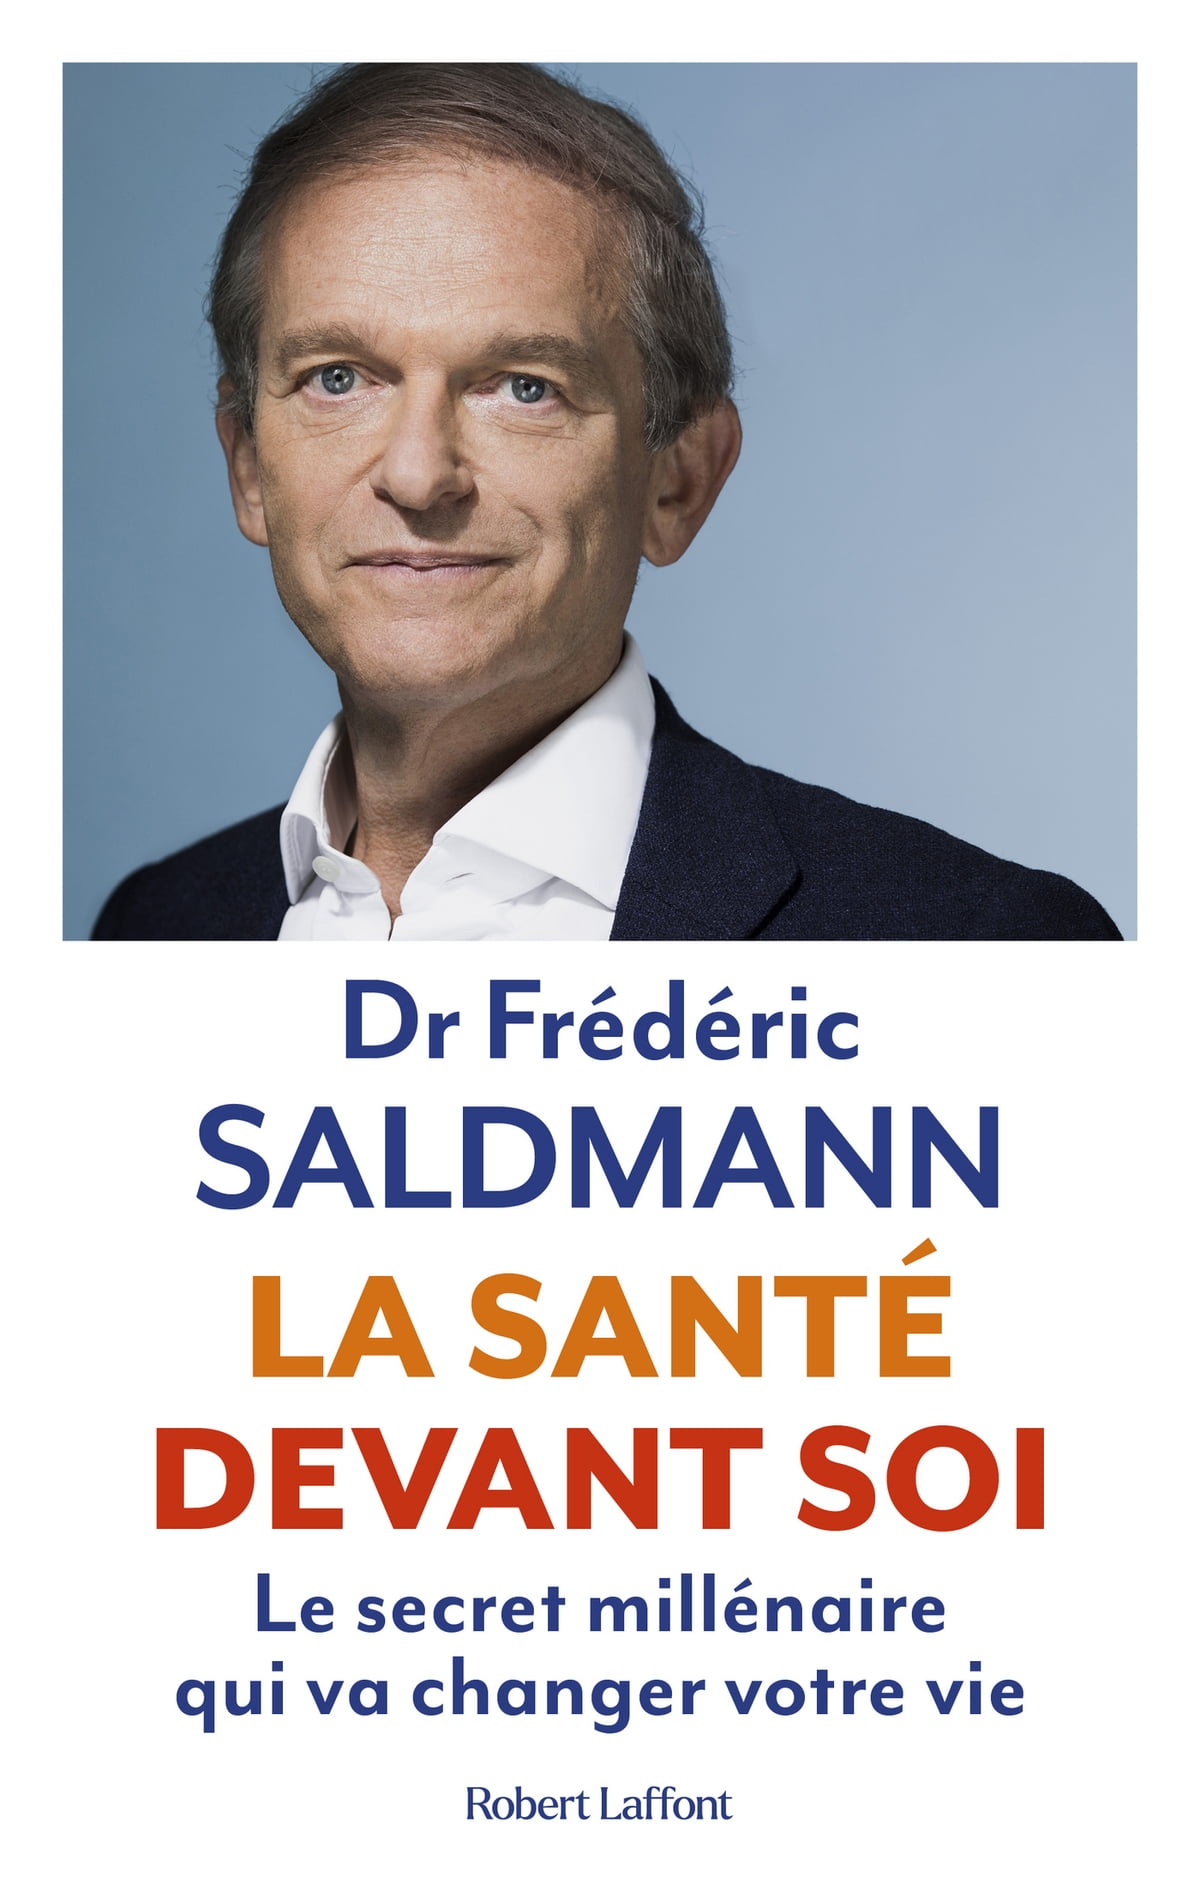 Dr Frédéric
SALDMANN
LA SANTÉ
DEVANT SOI
Le secret millénaire
qui va changer votre vie
Robert Laffont